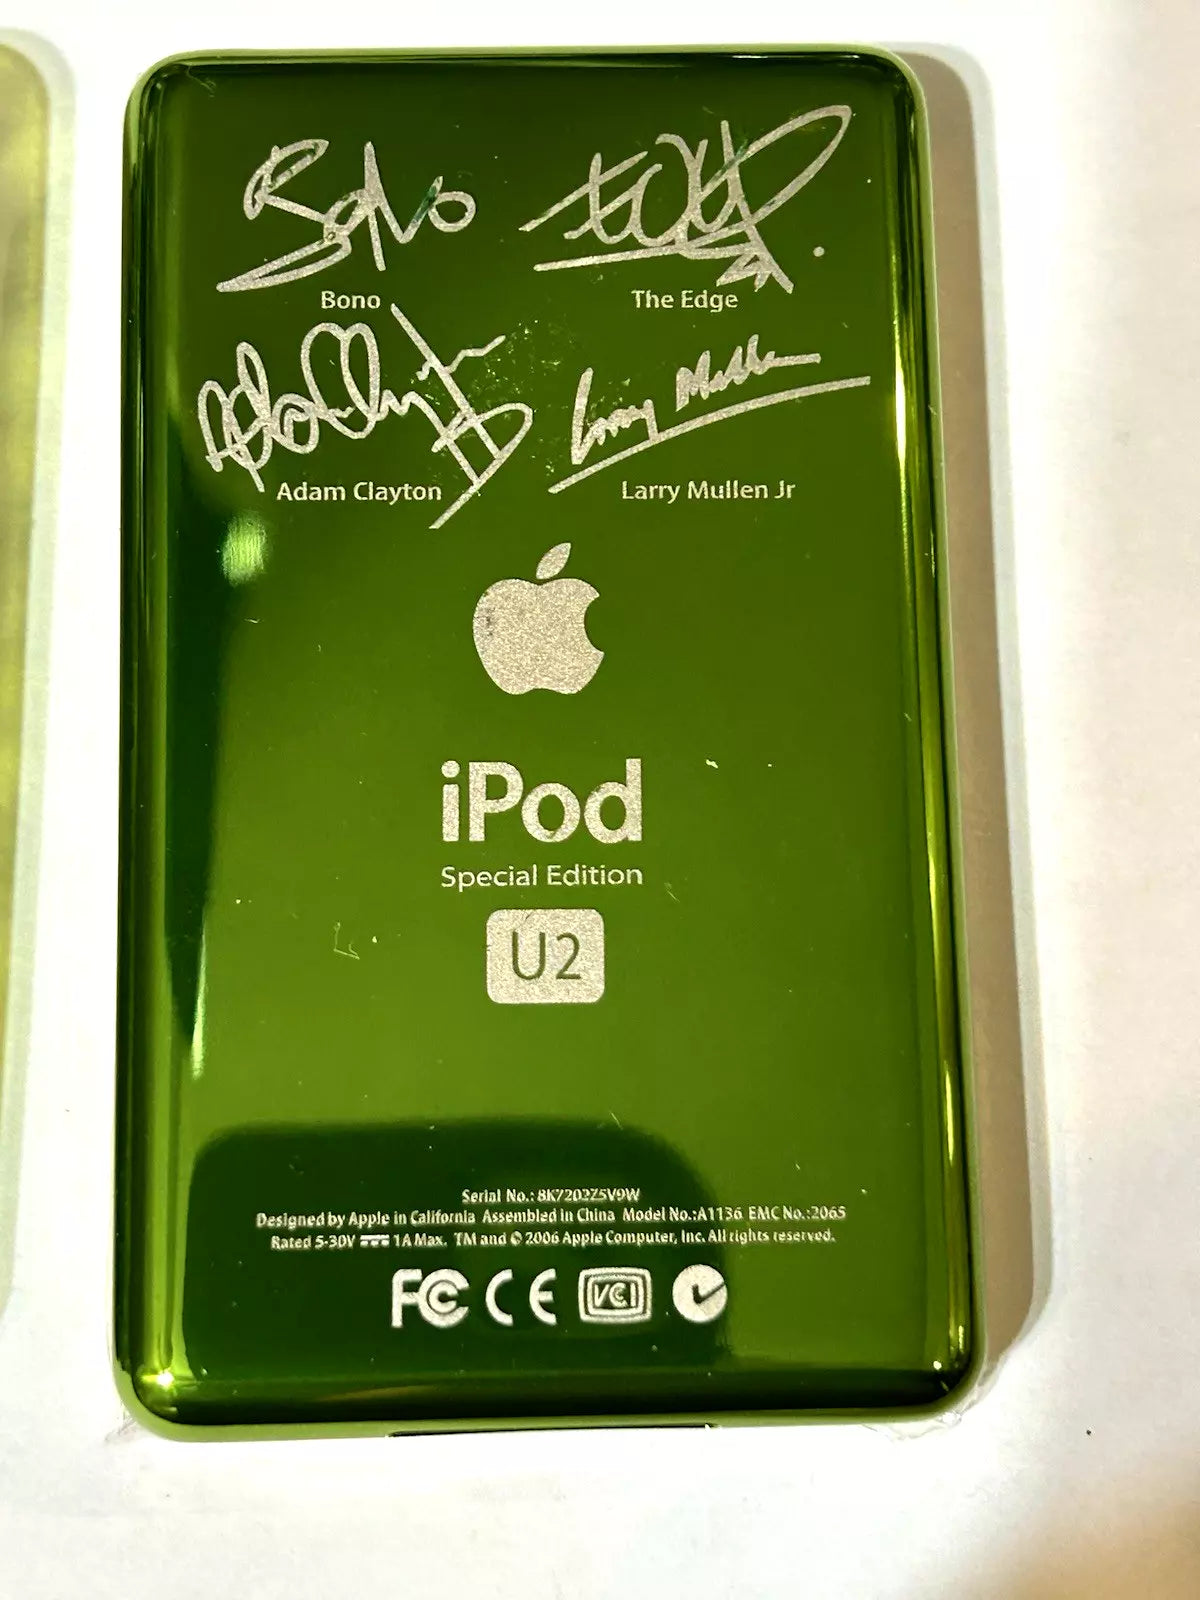 Bono
The Edge
Adam Clayton
Larry Mullen
Larry Mullen Jr
iPod
Special Edition
U2
Serial No.: 8K7202Z5V9W
Designed by Apple in California Assembled in China Model No.:A1136 EMC No.:2065
Rated 5-30V 1A Max. TM and © 2006 Apple Computer, Inc. All rights reserved.
FC CE VCI